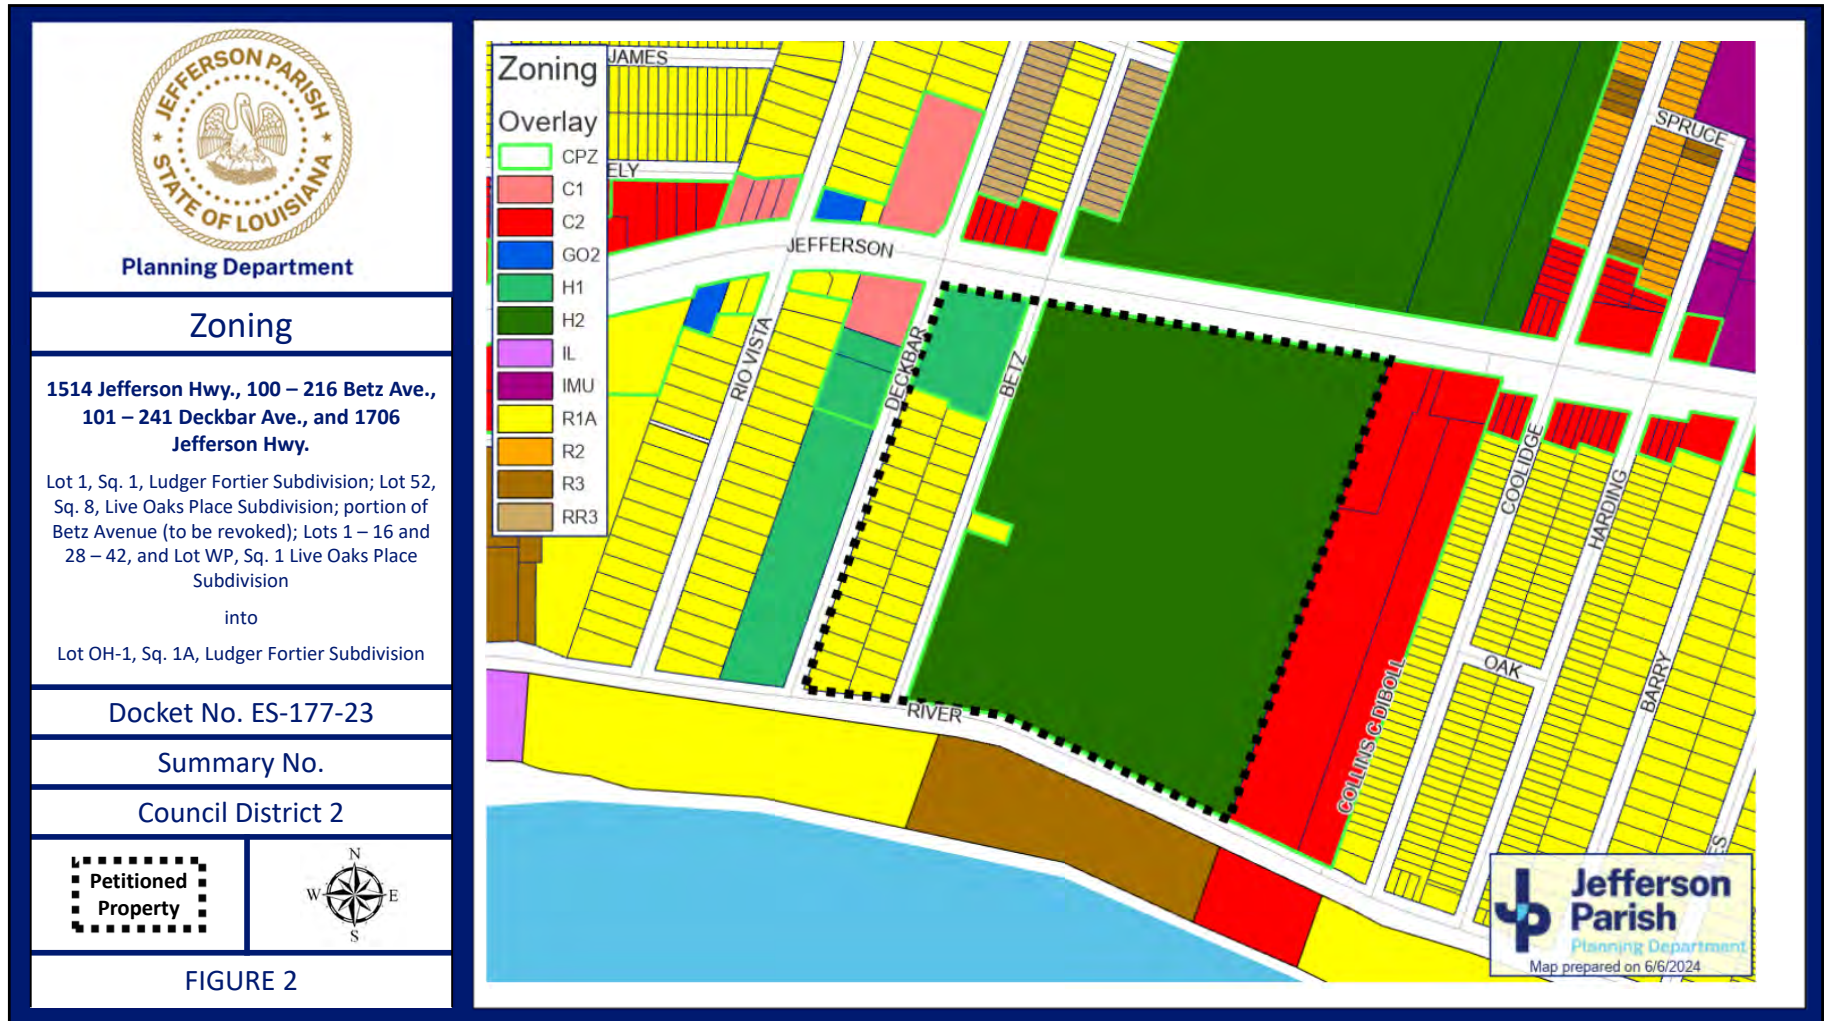 JEFFERSON PARISH
STATE OF LOUISIANA
Planning Department
Zoning
1514 Jefferson Hwy., 100 – 216 Betz Ave.,
101 – 241 Deckbar Ave., and 1706
Jefferson Hwy.
Lot 1, Sq. 1, Ludger Fortier Subdivision; Lot 52,
Sq. 8, Live Oaks Place Subdivision; portion of
Betz Avenue (to be revoked); Lots 1 – 16 and
28 – 42, and Lot WP, Sq. 1 Live Oaks Place
Subdivision
into
Lot OH-1, Sq. 1A, Ludger Fortier Subdivision
Docket No. ES-177-23
Summary No.
Council District 2
Petitioned
Property
N
W
E
S
FIGURE 2
Zoning
Overlay
CPZ
C1
C2
GO2
H1
H2
IL
IMU
R1A
R2
R3
RR3
JAMES
ELY
SPRUCE
JEFFERSON
RIO VISTA
DECKBAR
BETZ
COOLIDGE
HARDING
OAK
BARRY
RIVER
COLLINS C DIBOLL
ES
JP
Jefferson
Parish
Planning Department
Map prepared on 6/6/2024